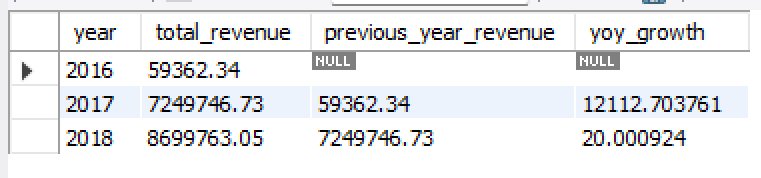 year total_revenue previous_year_revenue yoy_growth
2016 59362.34 NULL NULL
2017 7249746.73 59362.34 12112.703761
2018 8699763.05 7249746.73 20.000924